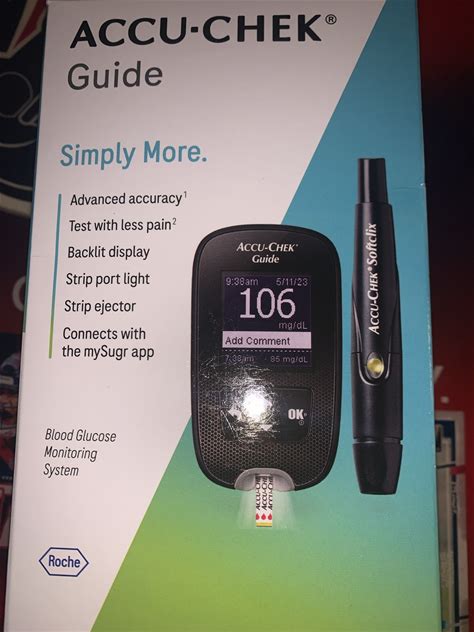 ACCU-CHEK®
Guide
Simply More.
Advanced accuracy¹
Test with less pain²
Backlit display
Strip port light
Strip ejector
Connects with
the mySugr app
ACCU-CHEK®
Guide
9:38am 5/11/23
106
mg/dL
Add Comment
7:38am 85 mg/dL
OK
ACCU-CHEK® Softclix
Blood Glucose
Monitoring
System
Roche